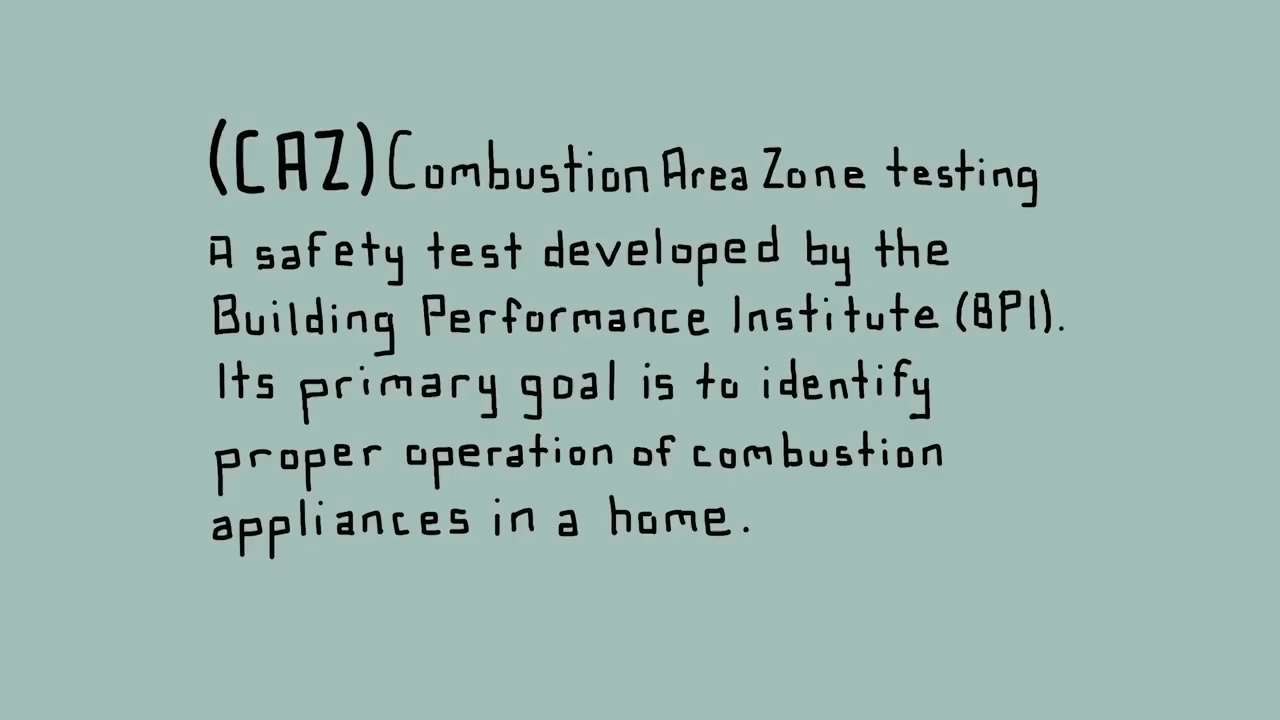 (CAZ) Combustion Area Zone testing
A safety test developed by the
Building Performance Institute (BPI).
Its primary goal is to identify
proper operation of combustion
appliances in a home.